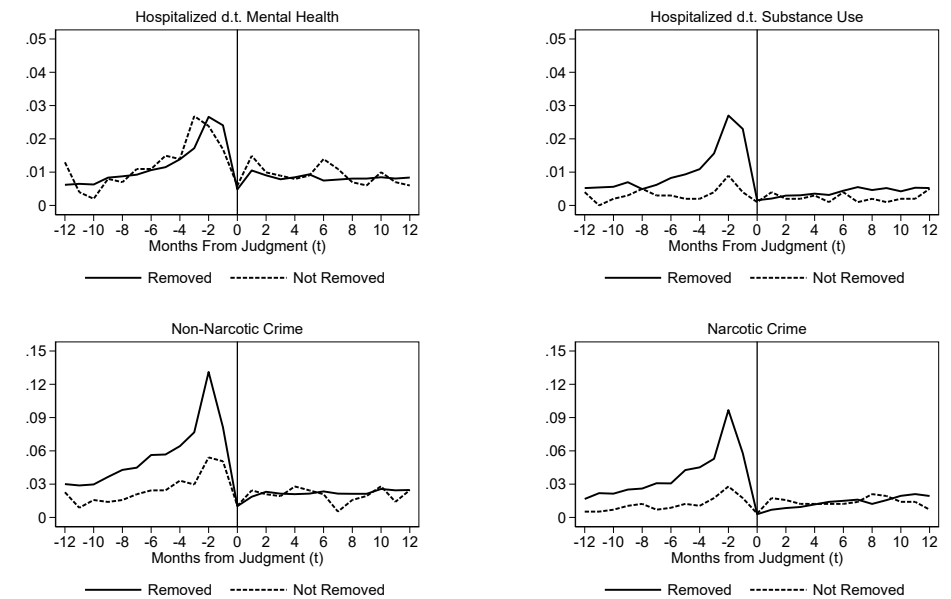 Hospitalized d.t. Mental Health
.05
.04
.03
.02
.01
0
-12 -10 -8 -6 -4 -2 0 2 4 6 8 10 12
Months From Judgment (t)
Removed Not Removed
Hospitalized d.t. Substance Use
.05
.04
.03
.02
.01
0
-12 -10 -8 -6 -4 -2 0 2 4 6 8 10 12
Months From Judgment (t)
Removed Not Removed
Non-Narcotic Crime
.15
.12
.09
.06
.03
0
-12 -10 -8 -6 -4 -2 0 2 4 6 8 10 12
Months from Judgment (t)
Removed Not Removed
Narcotic Crime
.15
.12
.09
.06
.03
0
-12 -10 -8 -6 -4 -2 0 2 4 6 8 10 12
Months from Judgment (t)
Removed Not Removed